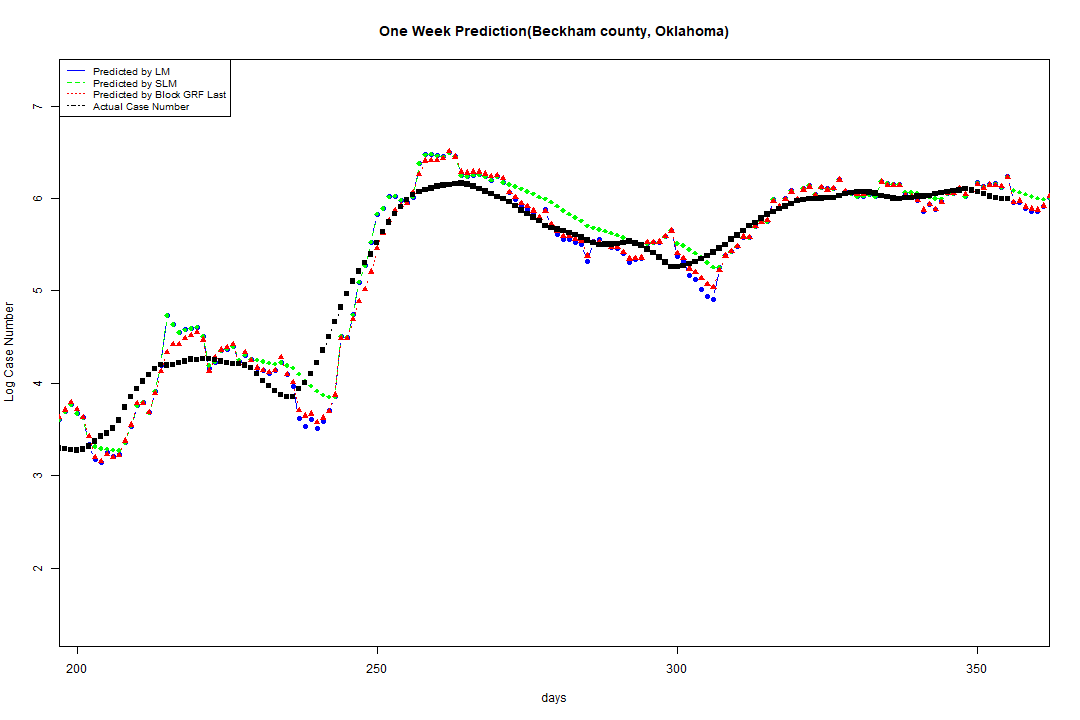 One Week Prediction(Beckham county, Oklahoma)
Predicted by LM
Predicted by SLM
Predicted by Block GRF Last
Actual Case Number
7
6
5
4
3
2
Log Case Number
200 250 300 350
days